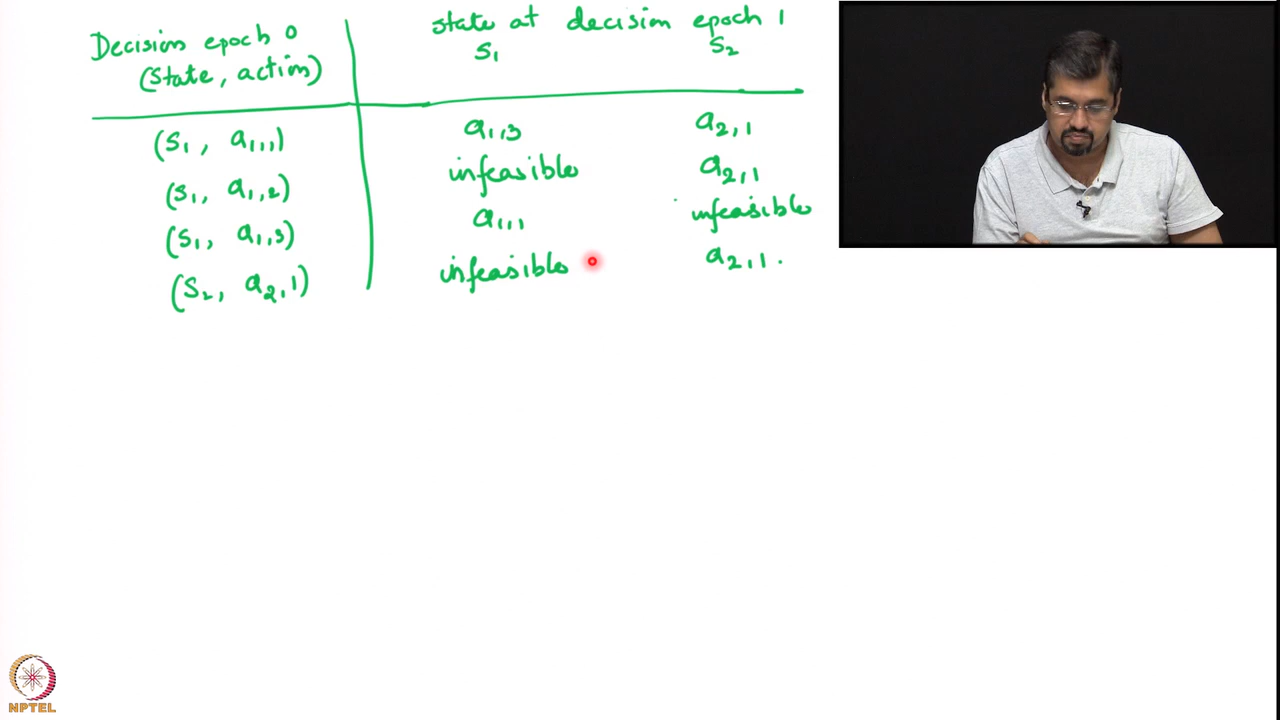 Decision epoch 0
(state, action)
state at decision epoch 1
s₁ s₂
(s₁, a₁,₁) a₁,₃ a₂,₁
(s₁, a₁,₂) infeasible a₂,₁
(s₁, a₁,₃) a₁,₁ infeasible
(s₂, a₂,₁) infeasible a₂,₁.
NPTEL